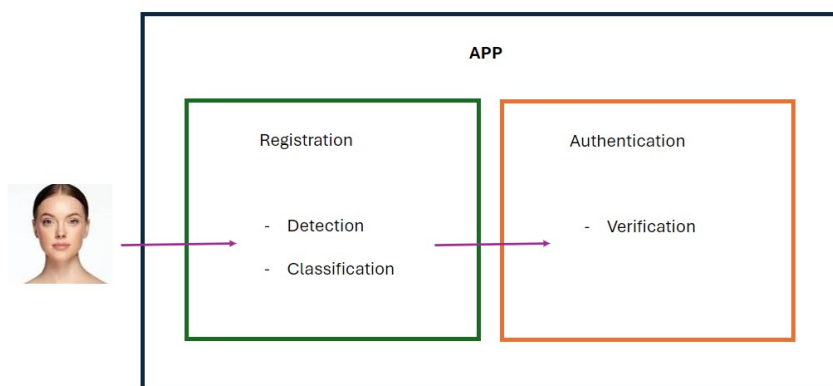 APP
Registration
- Detection
- Classification
Authentication
- Verification